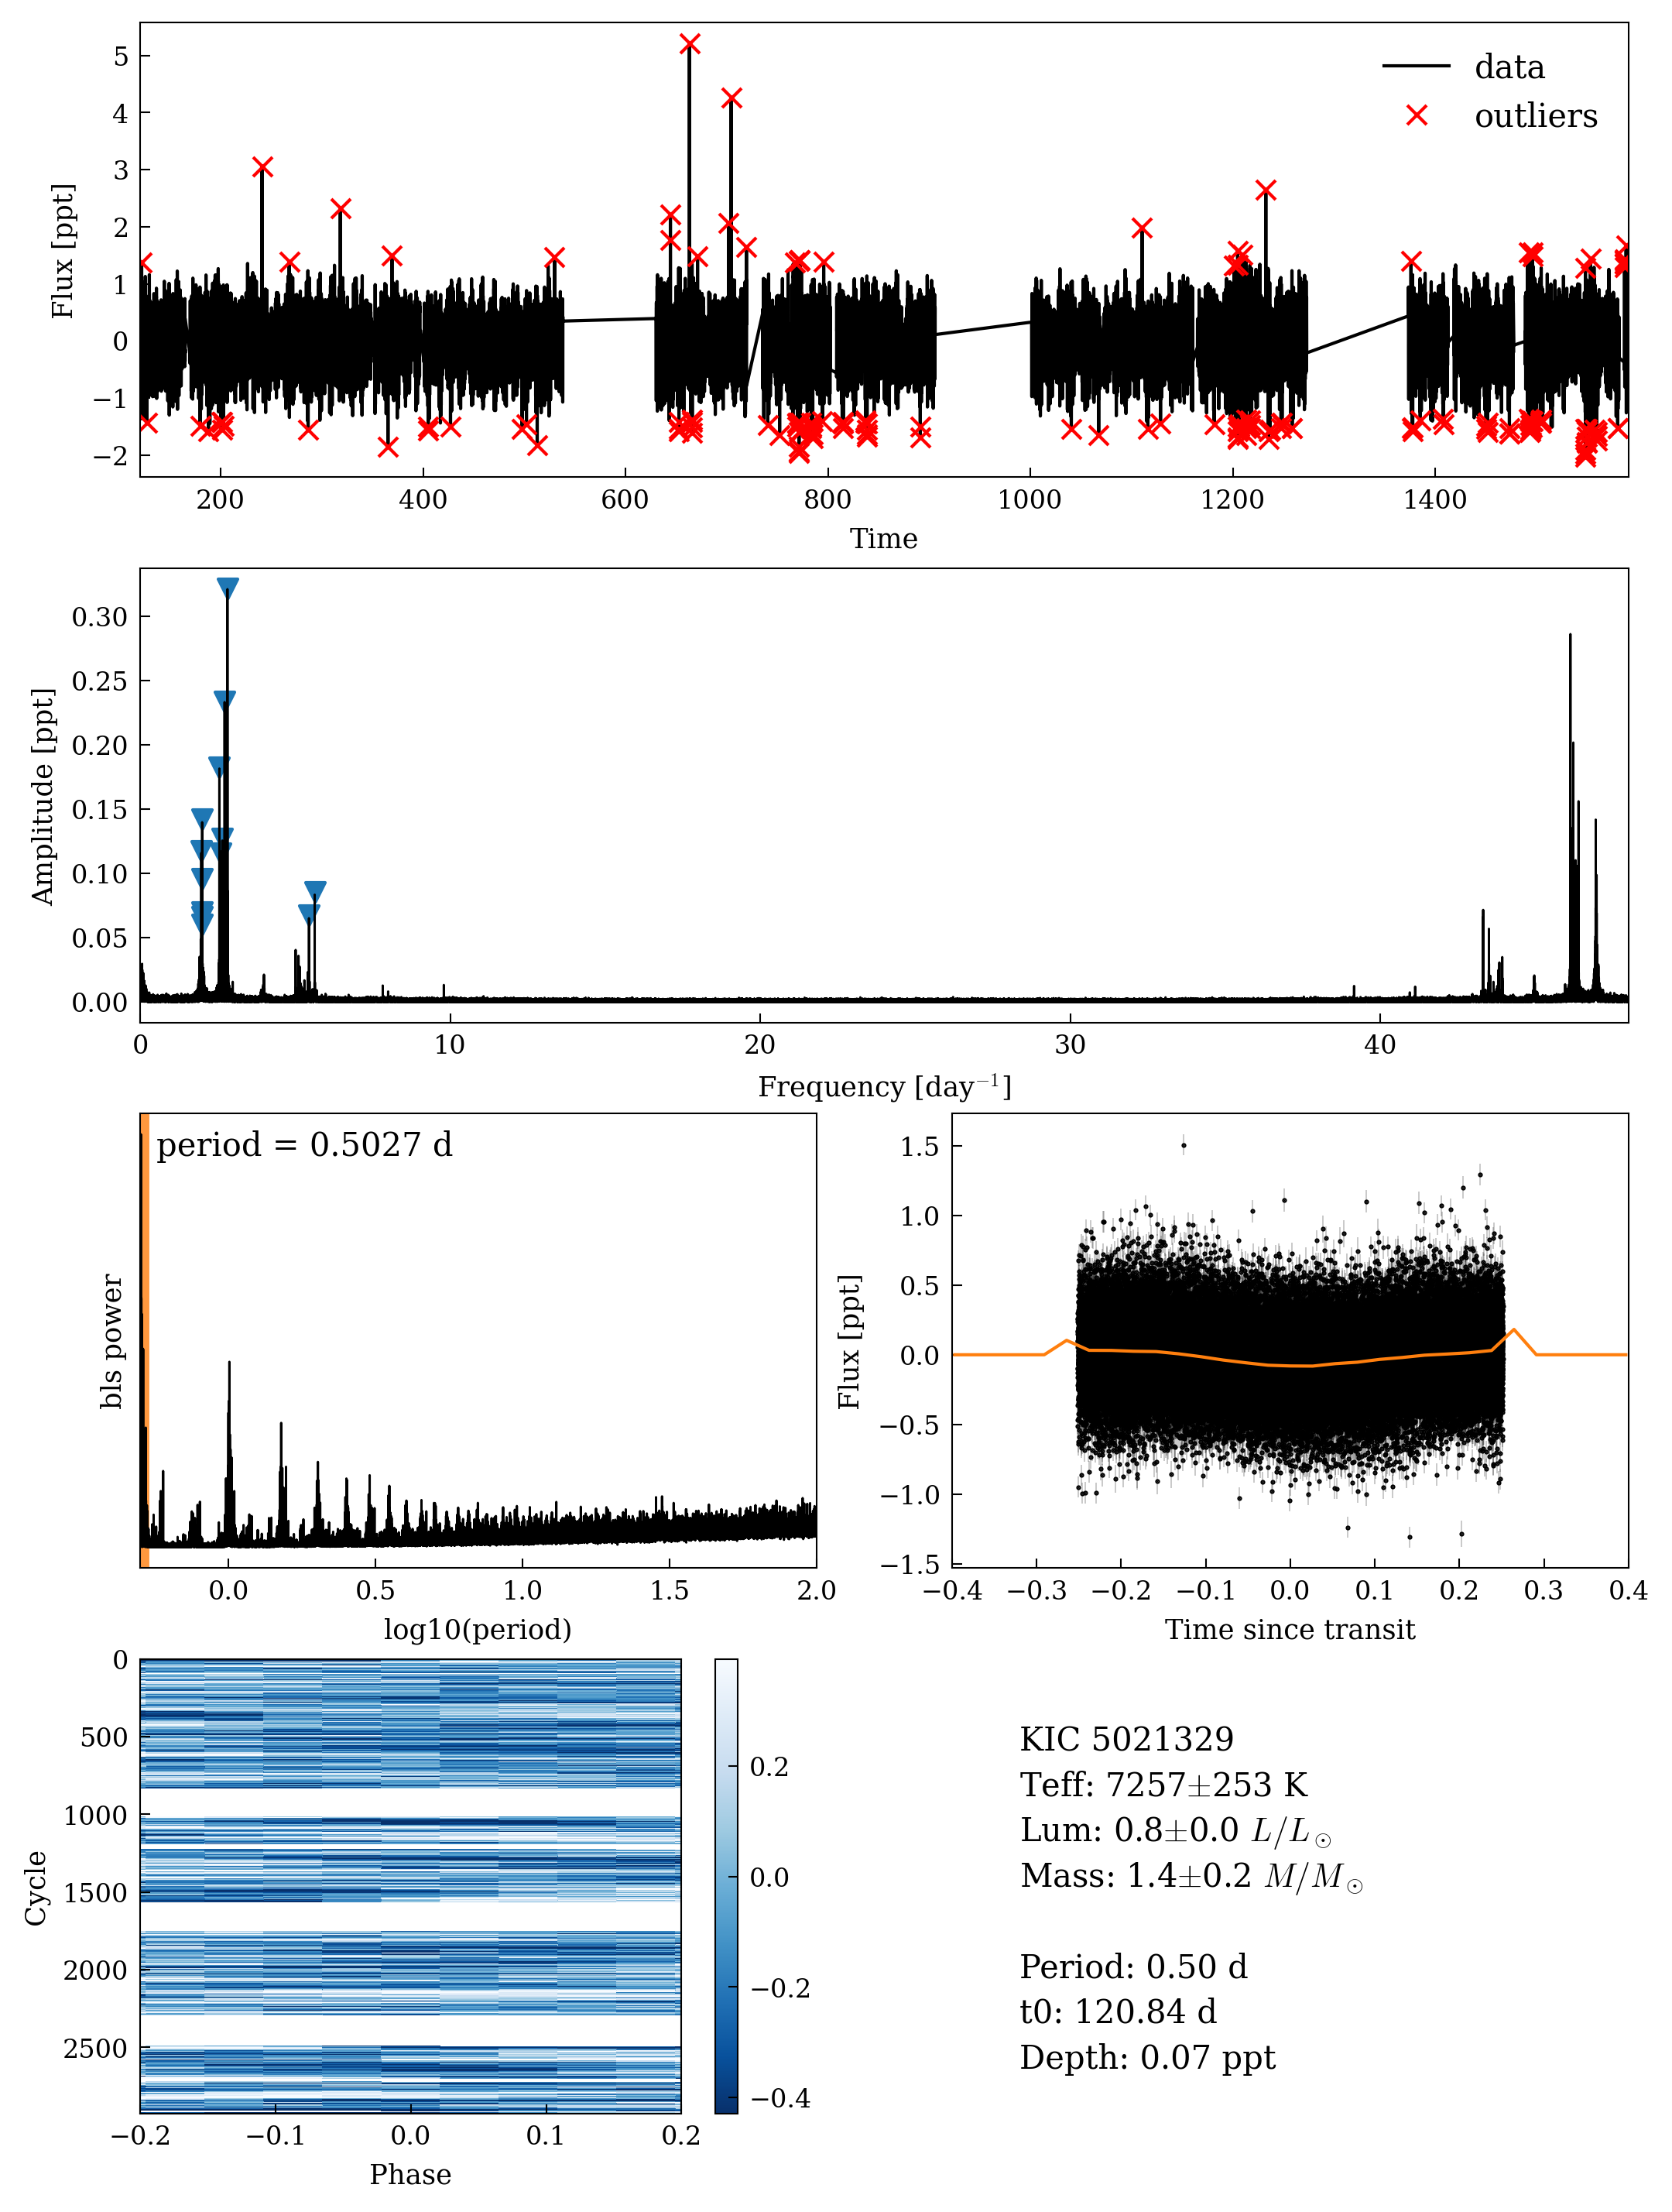 data
outliers
5
4
3
2
1
0
−1
−2
Flux [ppt]
200 400 600 800 1000 1200 1400
Time
0.30
0.25
0.20
0.15
0.10
0.05
0.00
Amplitude [ppt]
0 10 20 30 40
Frequency [day⁻¹]
period = 0.5027 d
bls power
0.0 0.5 1.0 1.5 2.0
log10(period)
1.5
1.0
0.5
0.0
−0.5
−1.0
−1.5
Flux [ppt]
−0.4 −0.3 −0.2 −0.1 0.0 0.1 0.2 0.3 0.4
Time since transit
0
500
1000
1500
2000
2500
Cycle
−0.2 −0.1 0.0 0.1 0.2
Phase
0.2
0.0
−0.2
−0.4
KIC 5021329
Teff: 7257±253 K
Lum: 0.8±0.0 L/L⊙
Mass: 1.4±0.2 M/M⊙
Period: 0.50 d
t0: 120.84 d
Depth: 0.07 ppt